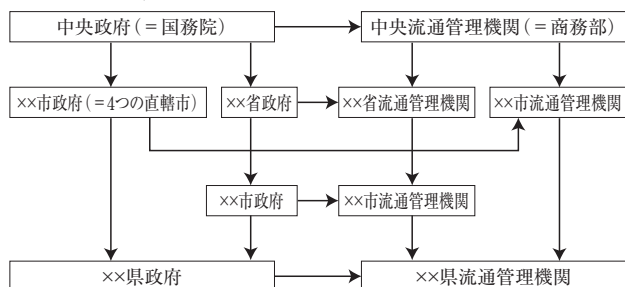 中央政府(=国務院)
中央流通管理機関(=商務部)
××市政府(=4つの直轄市)
××省政府
××省流通管理機関
××市流通管理機関
××市政府
××市流通管理機関
××県政府
××県流通管理機関